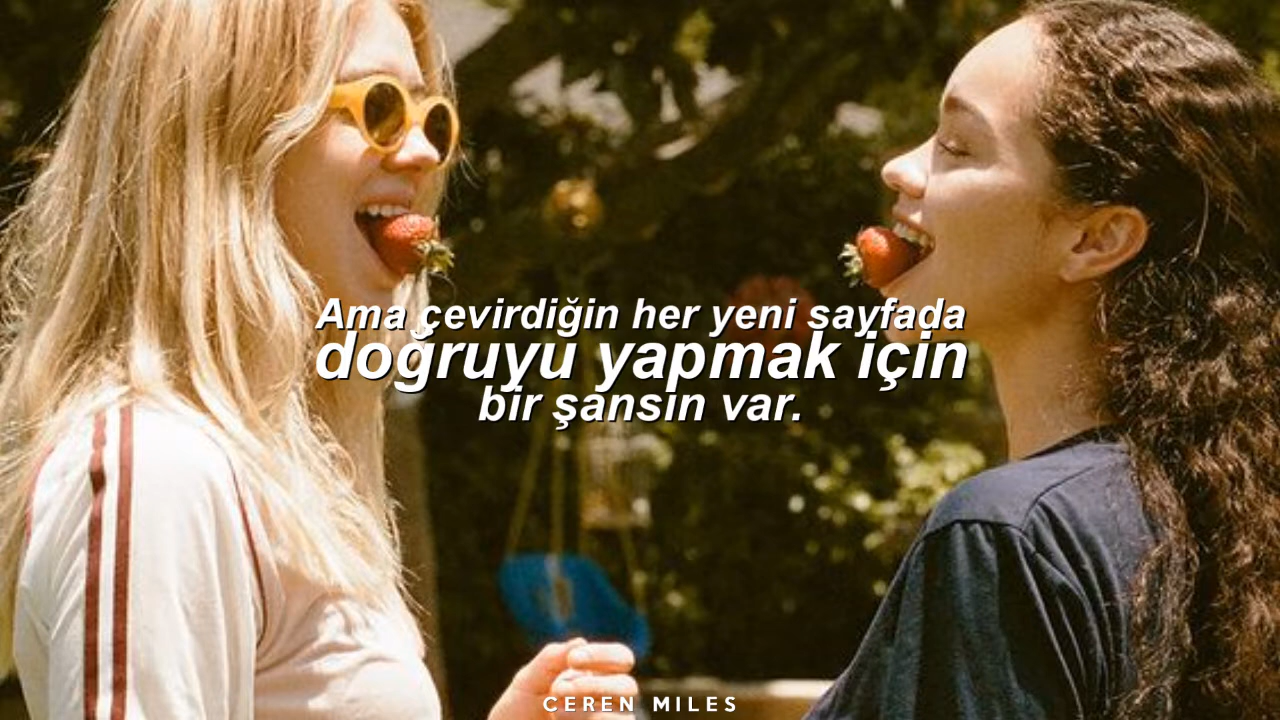 Ama çevirdiğin her yeni sayfada
doğruyu yapmak için
bir şansın var.
CEREN MILES